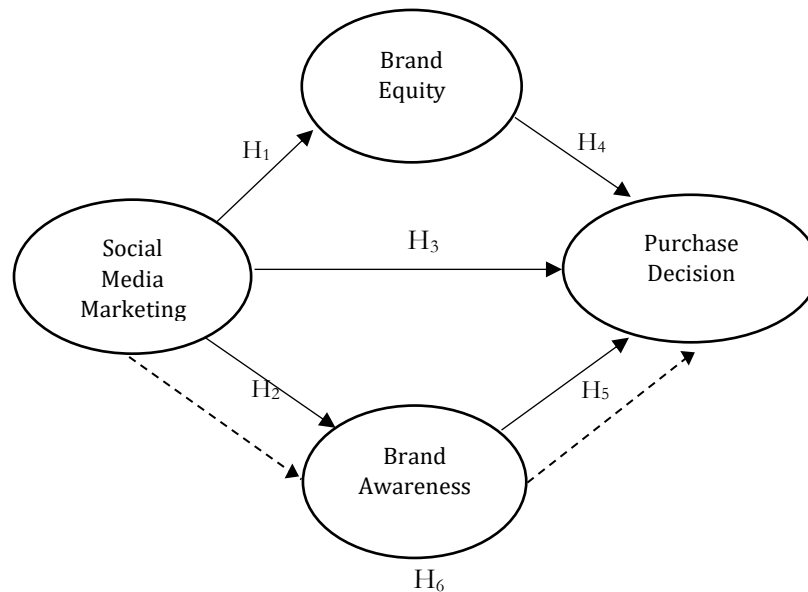 Brand
Equity
H₁
H₄
Social
Media
Marketing
H₃
Purchase
Decision
H₂
H₅
Brand
Awareness
H₆